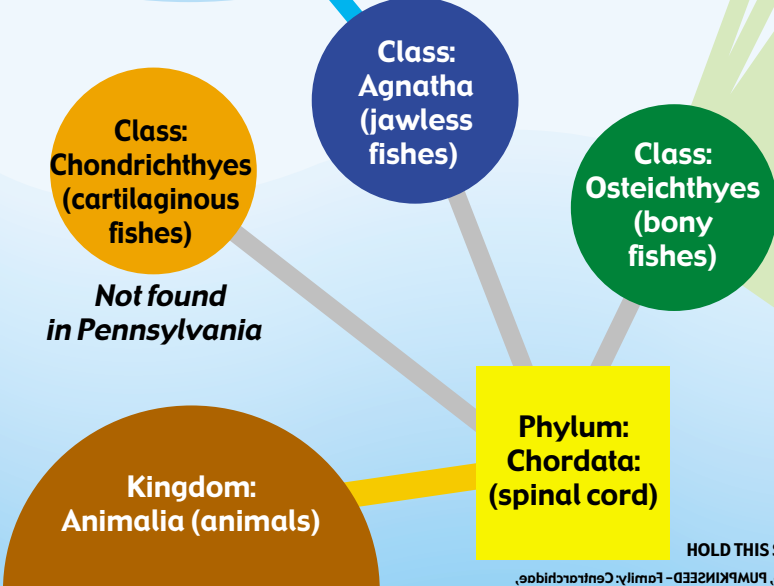 Class:
Agnatha
(jawless
fishes)
Class:
Chondrichthyes
(cartilaginous
fishes)
Not found
in Pennsylvania
Class:
Osteichthyes
(bony
fishes)
Phylum:
Chordata:
(spinal cord)
Kingdom:
Animalia (animals)
HOLD THIS
PUMPKINSEED– Family: Centrarchidae,